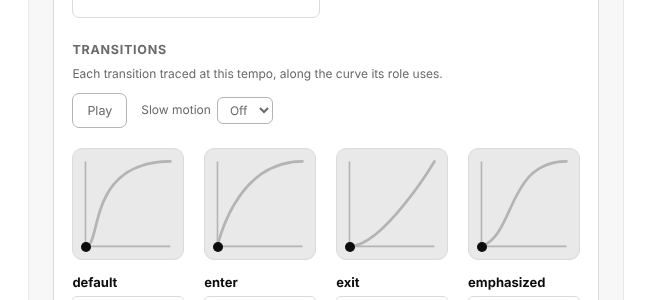 TRANSITIONS
Each transition traced at this tempo, along the curve its role uses.
Play Slow motion Off
default enter exit emphasized